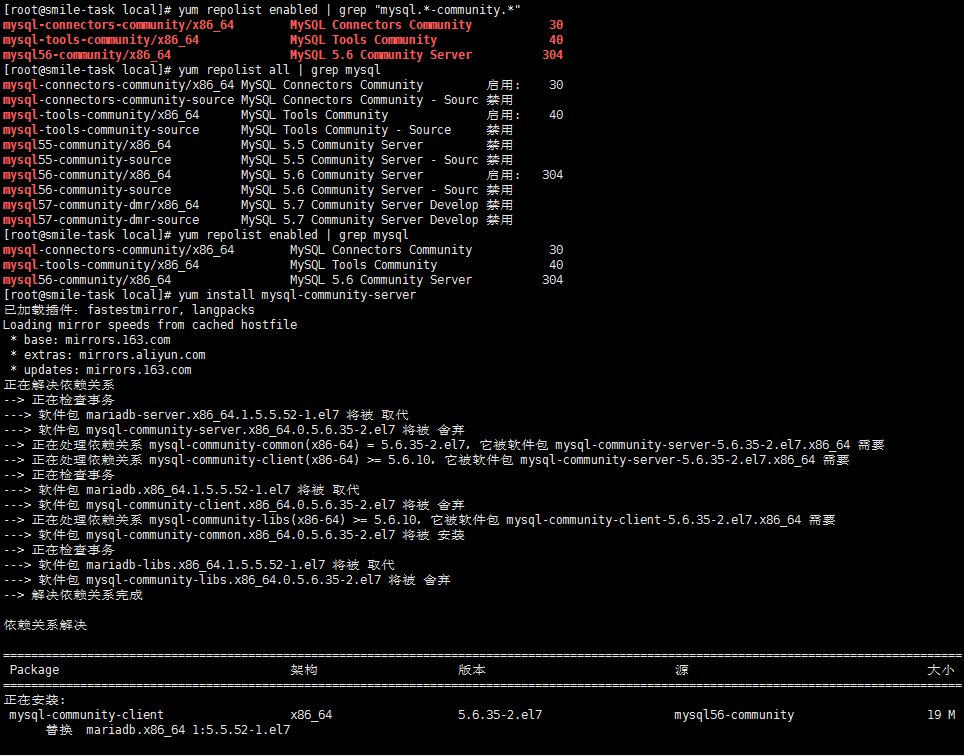 [root@smile-task local]# yum repolist enabled | grep "mysql.*-community.*"
mysql-connectors-community/x86_64        MySQL Connectors Community           30
mysql-tools-community/x86_64             MySQL Tools Community                40
mysql56-community/x86_64                 MySQL 5.6 Community Server          304
[root@smile-task local]# yum repolist all | grep mysql
mysql-connectors-community/x86_64 MySQL Connectors Community         启用:    30
mysql-connectors-community-source MySQL Connectors Community - Sourc 禁用
mysql-tools-community/x86_64      MySQL Tools Community              启用:    40
mysql-tools-community-source      MySQL Tools Community - Source     禁用
mysql55-community/x86_64          MySQL 5.5 Community Server         禁用
mysql55-community-source          MySQL 5.5 Community Server - Sourc 禁用
mysql56-community/x86_64          MySQL 5.6 Community Server         启用:   304
mysql56-community-source          MySQL 5.6 Community Server - Sourc 禁用
mysql57-community-dmr/x86_64      MySQL 5.7 Community Server Develop 禁用
mysql57-community-dmr-source      MySQL 5.7 Community Server Develop 禁用
[root@smile-task local]# yum repolist enabled | grep mysql
mysql-connectors-community/x86_64        MySQL Connectors Community           30
mysql-tools-community/x86_64             MySQL Tools Community                40
mysql56-community/x86_64                 MySQL 5.6 Community Server          304
[root@smile-task local]# yum install mysql-community-server
已加载插件：fastestmirror, langpacks
Loading mirror speeds from cached hostfile
 * base: mirrors.163.com
 * extras: mirrors.aliyun.com
 * updates: mirrors.163.com
正在解决依赖关系
--> 正在检查事务
---> 软件包 mariadb-server.x86_64.1.5.5.52-1.el7 将被 取代
---> 软件包 mysql-community-server.x86_64.0.5.6.35-2.el7 将被 舍弃
--> 正在处理依赖关系 mysql-community-common(x86-64) = 5.6.35-2.el7，它被软件包 mysql-community-server-5.6.35-2.el7.x86_64 需要
--> 正在处理依赖关系 mysql-community-client(x86-64) >= 5.6.10，它被软件包 mysql-community-server-5.6.35-2.el7.x86_64 需要
--> 正在检查事务
---> 软件包 mariadb.x86_64.1.5.5.52-1.el7 将被 取代
---> 软件包 mysql-community-client.x86_64.0.5.6.35-2.el7 将被 舍弃
--> 正在处理依赖关系 mysql-community-libs(x86-64) >= 5.6.10，它被软件包 mysql-community-client-5.6.35-2.el7.x86_64 需要
---> 软件包 mysql-community-common.x86_64.0.5.6.35-2.el7 将被 安装
--> 正在检查事务
---> 软件包 mariadb-libs.x86_64.1.5.5.52-1.el7 将被 取代
---> 软件包 mysql-community-libs.x86_64.0.5.6.35-2.el7 将被 舍弃
--> 解决依赖关系完成
依赖关系解决
================================================================================
 Package    架构    版本    源    大小
================================================================================
正在安装:
 mysql-community-client    x86_64    5.6.35-2.el7    mysql56-community    19 M
      替换  mariadb.x86_64 1:5.5.52-1.el7